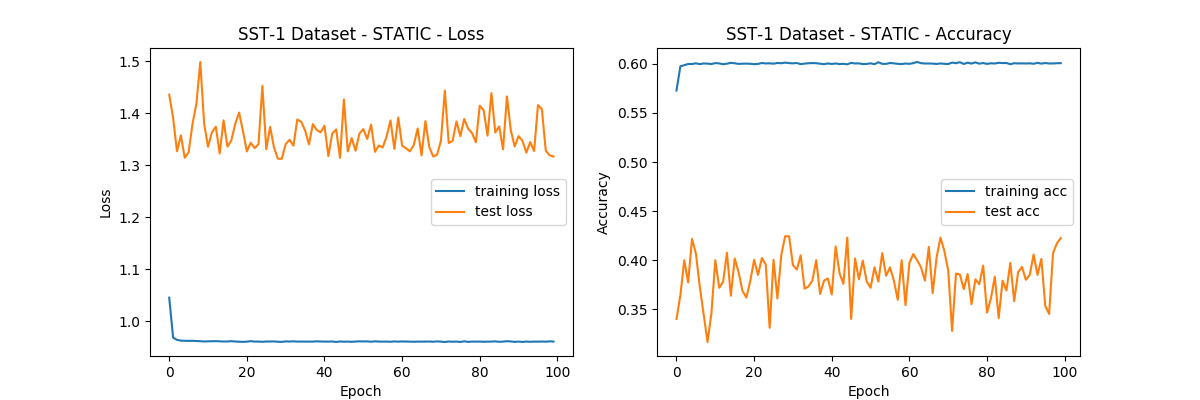 SST-1 Dataset - STATIC - Loss
1.5
1.4
1.3
1.2
1.1
1.0
Loss
training loss
test loss
0
20
40
60
80
100
Epoch
SST-1 Dataset - STATIC - Accuracy
0.60
0.55
0.50
0.45
0.40
0.35
Accuracy
training acc
test acc
0
20
40
60
80
100
Epoch